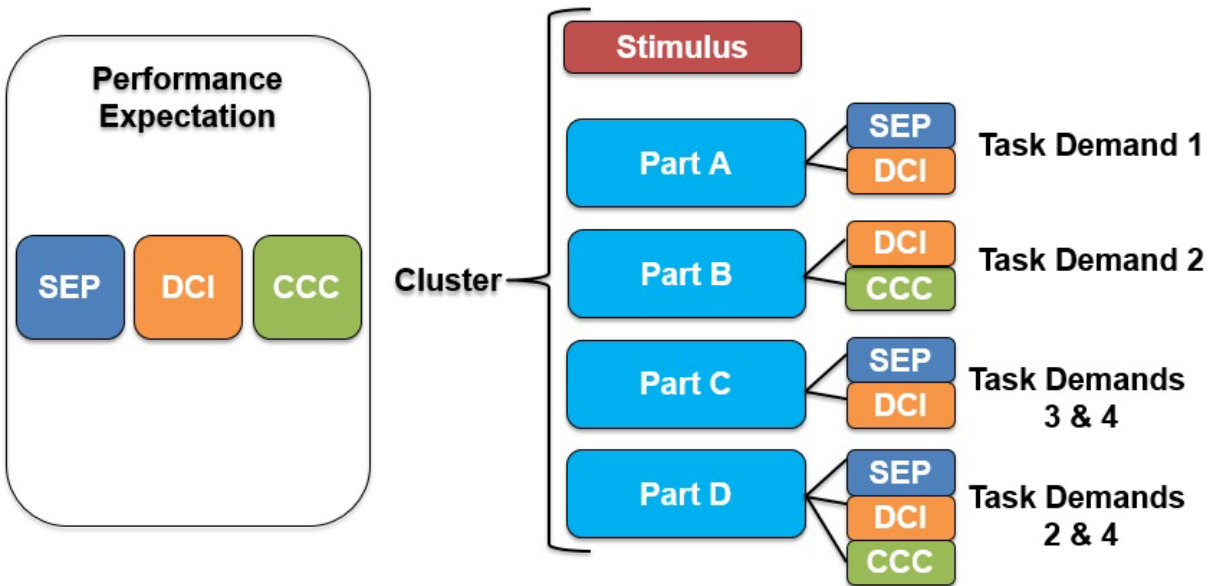 Performance
Expectation
SEP
DCI
CCC
Cluster
Stimulus
Part A
SEP
DCI
Task Demand 1
Part B
DCI
CCC
Task Demand 2
Part C
SEP
DCI
Task Demands
3 & 4
Part D
SEP
DCI
CCC
Task Demands
2 & 4